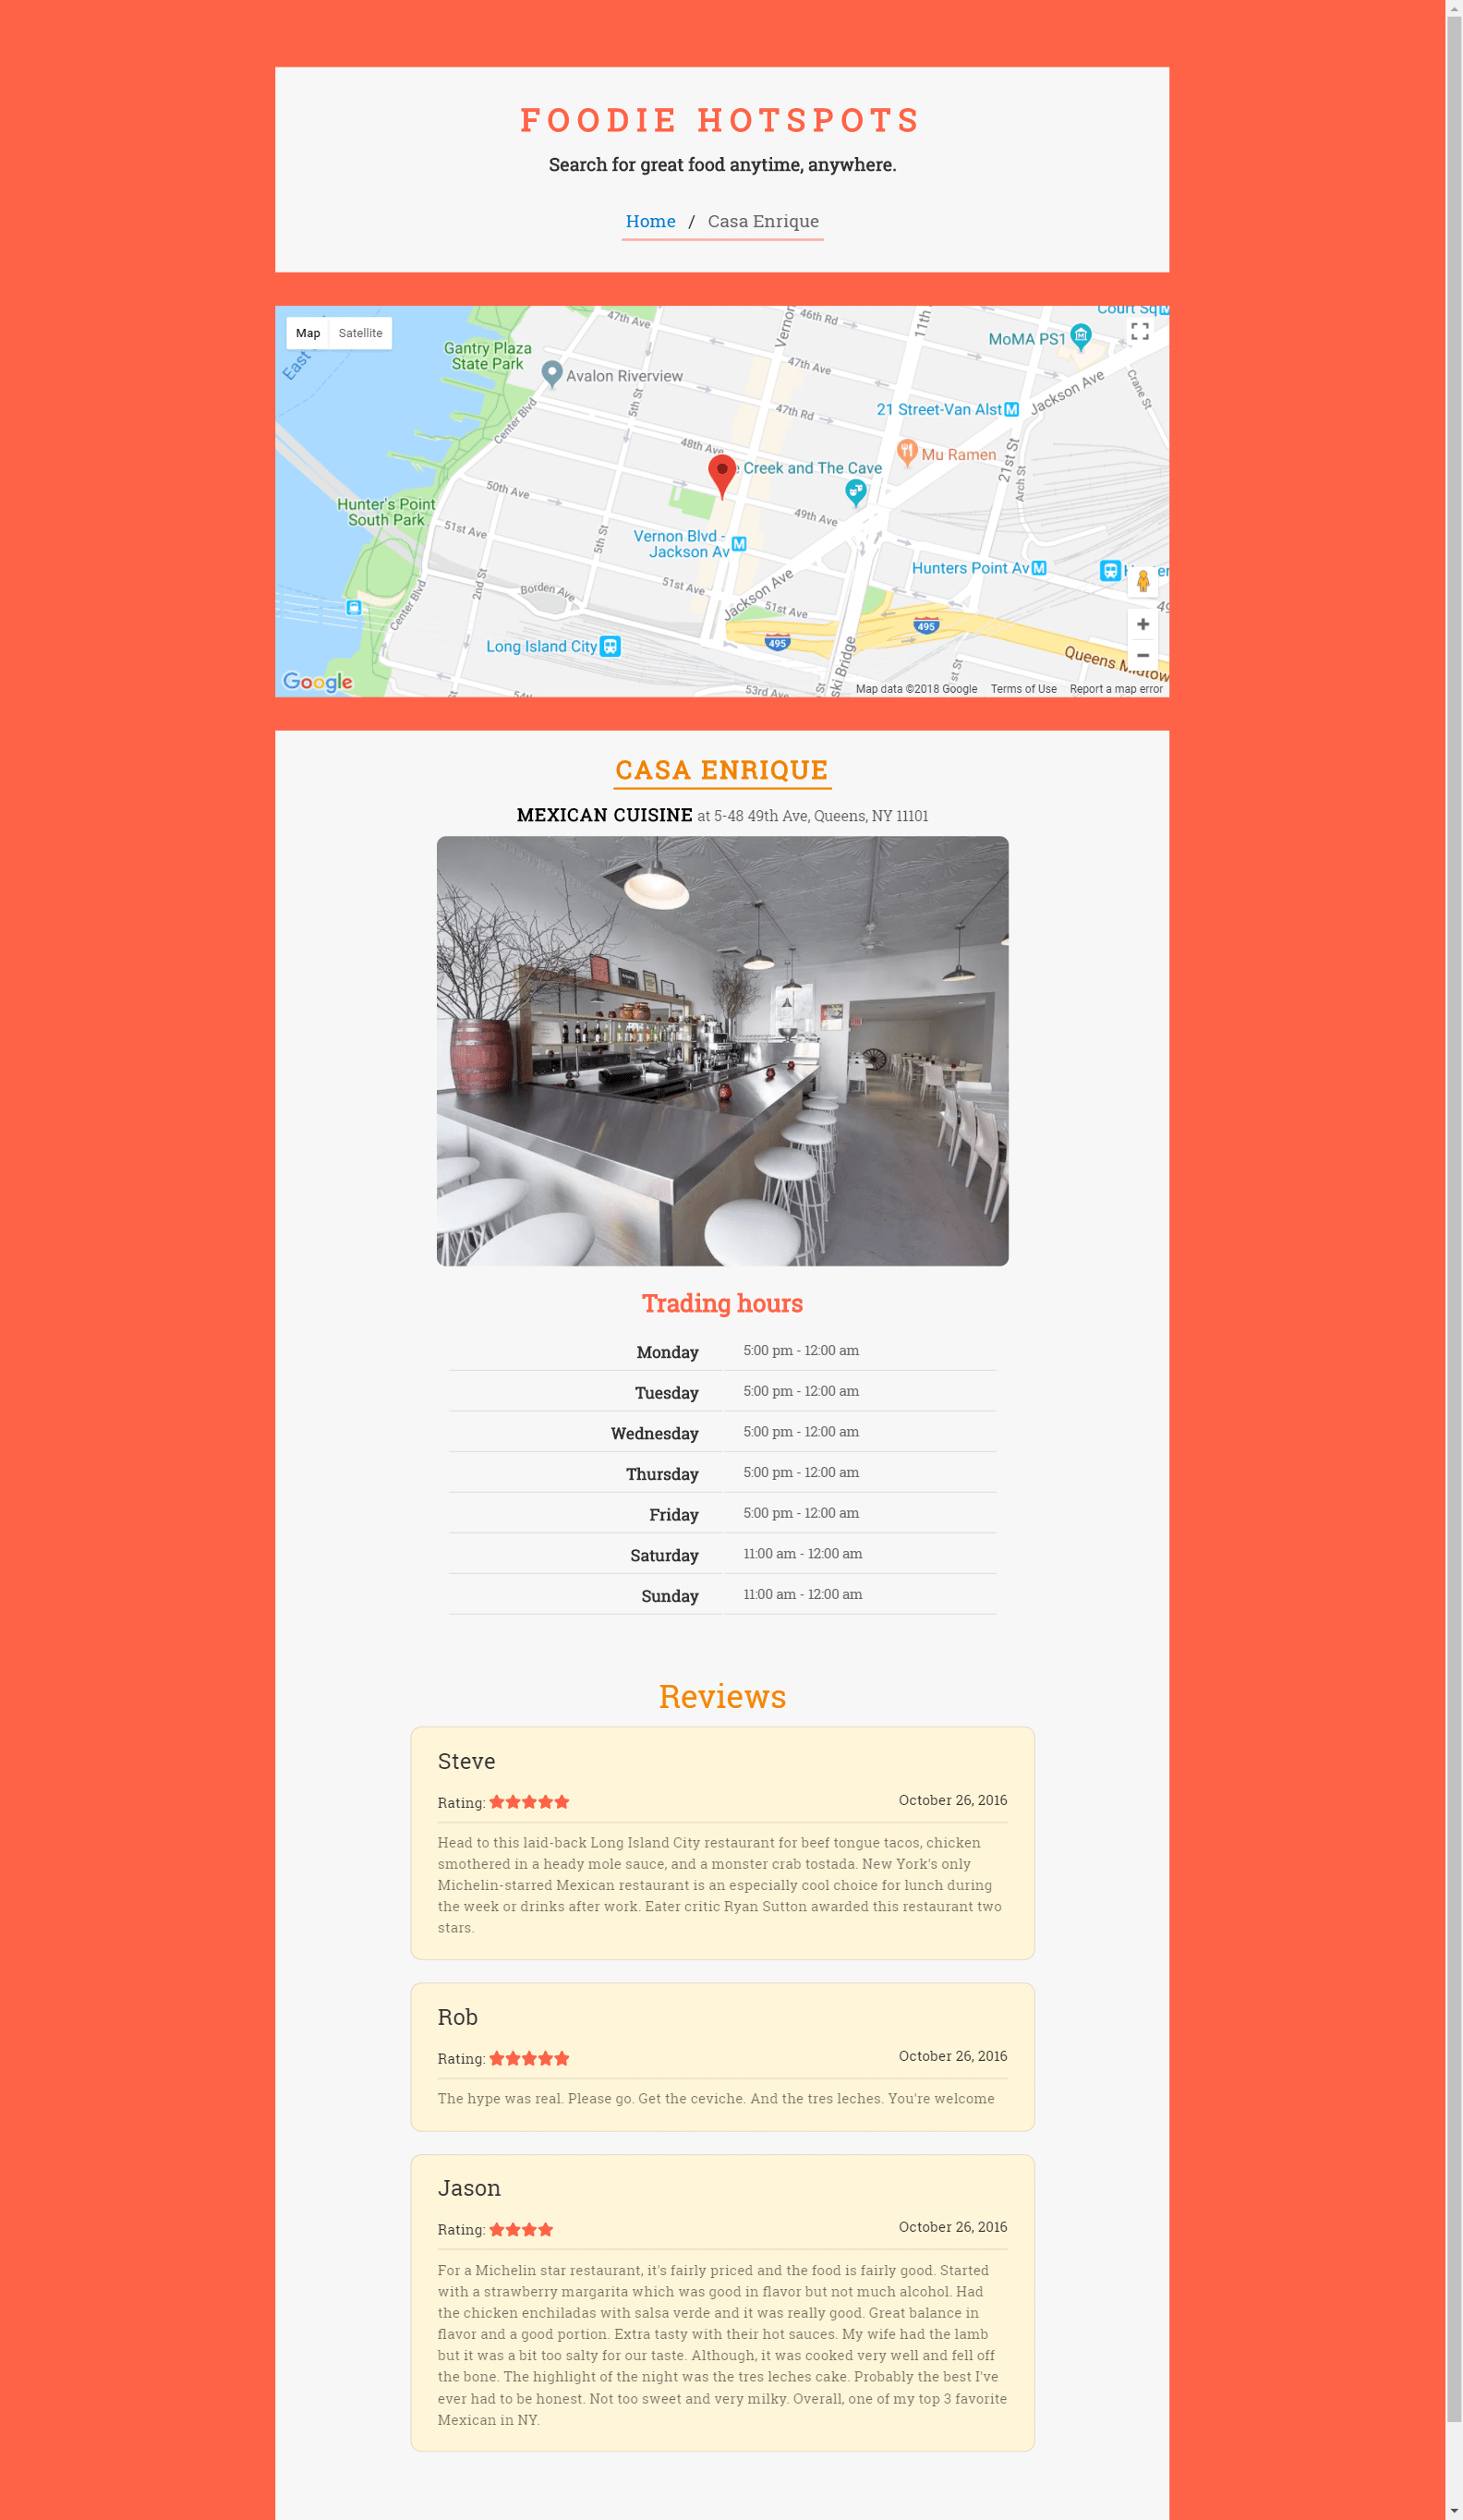 FOODIE HOTSPOTS
Search for great food anytime, anywhere.
Home / Casa Enrique
Map Satellite
East
Gantry Plaza
State Park
Avalon Riverview
47th Ave
46th Rd
Vernon
11th
Court Sq
MoMA PS1
47th Ave
47th Rd
21 Street-Van Alst
Jackson Ave
Crane St
Center Blvd
5th St
48th Ave
Creek and The Cave
Mu Ramen
21st St
Arch St
50th Ave
Hunter's Point
South Park
51st Ave
49th Ave
5th St
Vernon Blvd -
Jackson Av
Hunters Point Av
2nd St
Borden Ave
51st Ave
Jackson Ave
51st Ave
Center Blvd
495
495
Long Island City
Queens
Bridge
53rd Ave
Google
Map data ©2018 Google Terms of Use Report a map error
CASA ENRIQUE
MEXICAN CUISINE at 5-48 49th Ave, Queens, NY 11101
Trading hours
Monday 5:00 pm - 12:00 am
Tuesday 5:00 pm - 12:00 am
Wednesday 5:00 pm - 12:00 am
Thursday 5:00 pm - 12:00 am
Friday 5:00 pm - 12:00 am
Saturday 11:00 am - 12:00 am
Sunday 11:00 am - 12:00 am
Reviews
Steve
Rating: October 26, 2016
Head to this laid-back Long Island City restaurant for beef tongue tacos, chicken
smothered in a heady mole sauce, and a monster crab tostada. New York's only
Michelin-starred Mexican restaurant is an especially cool choice for lunch during
the week or drinks after work. Eater critic Ryan Sutton awarded this restaurant two
stars.
Rob
Rating: October 26, 2016
The hype was real. Please go. Get the ceviche. And the tres leches. You're welcome
Jason
Rating: October 26, 2016
For a Michelin star restaurant, it's fairly priced and the food is fairly good. Started
with a strawberry margarita which was good in flavor but not much alcohol. Had
the chicken enchiladas with salsa verde and it was really good. Great balance in
flavor and a good portion. Extra tasty with their hot sauces. My wife had the lamb
but it was a bit too salty for our taste. Although, it was cooked very well and fell off
the bone. The highlight of the night was the tres leches cake. Probably the best I've
ever had to be honest. Not too sweet and very milky. Overall, one of my top 3 favorite
Mexican in NY.